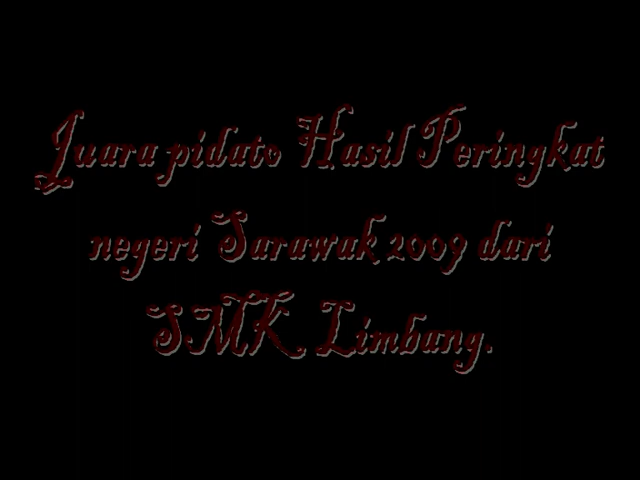 Juara pidato Hasil Peringkat
negeri Sarawak 2009 dari
SMK Limbang.